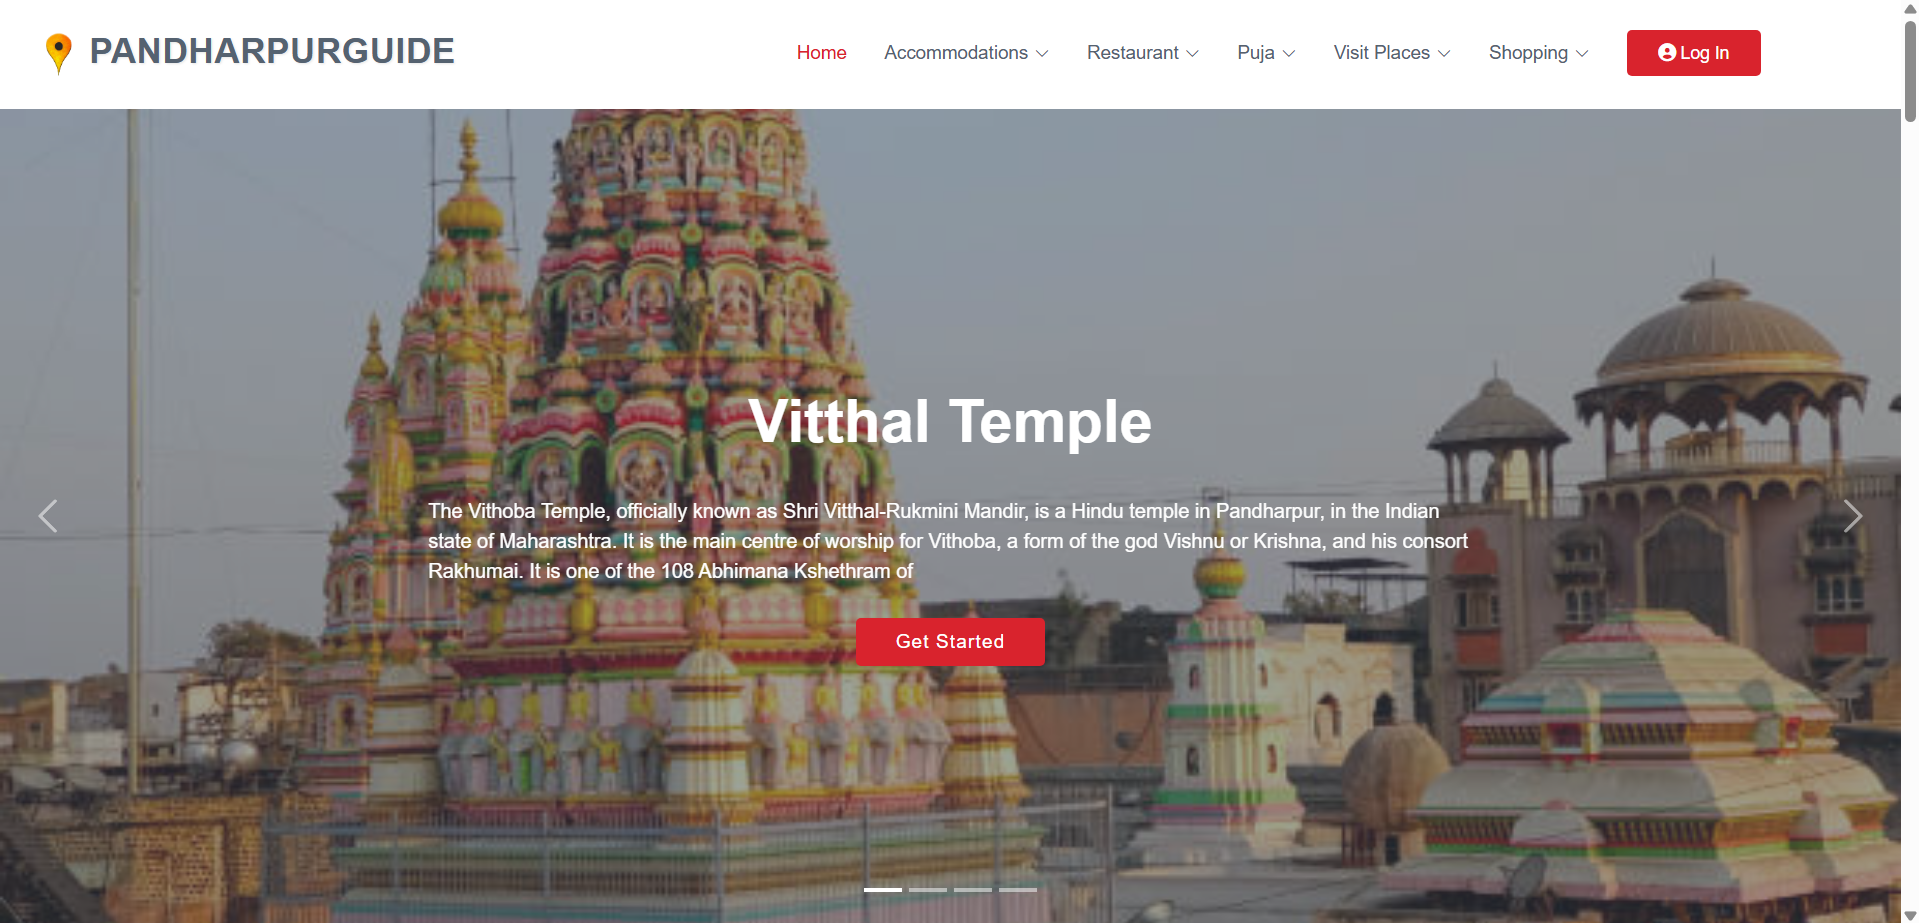 PANDHARPURGUIDE
Home Accommodations Restaurant Puja Visit Places Shopping Log In
Vitthal Temple
The Vithoba Temple, officially known as Shri Vitthal-Rukmini Mandir, is a Hindu temple in Pandharpur, in the Indian
state of Maharashtra. It is the main centre of worship for Vithoba, a form of the god Vishnu or Krishna, and his consort
Rakhumai. It is one of the 108 Abhimana Kshethram of
Get Started